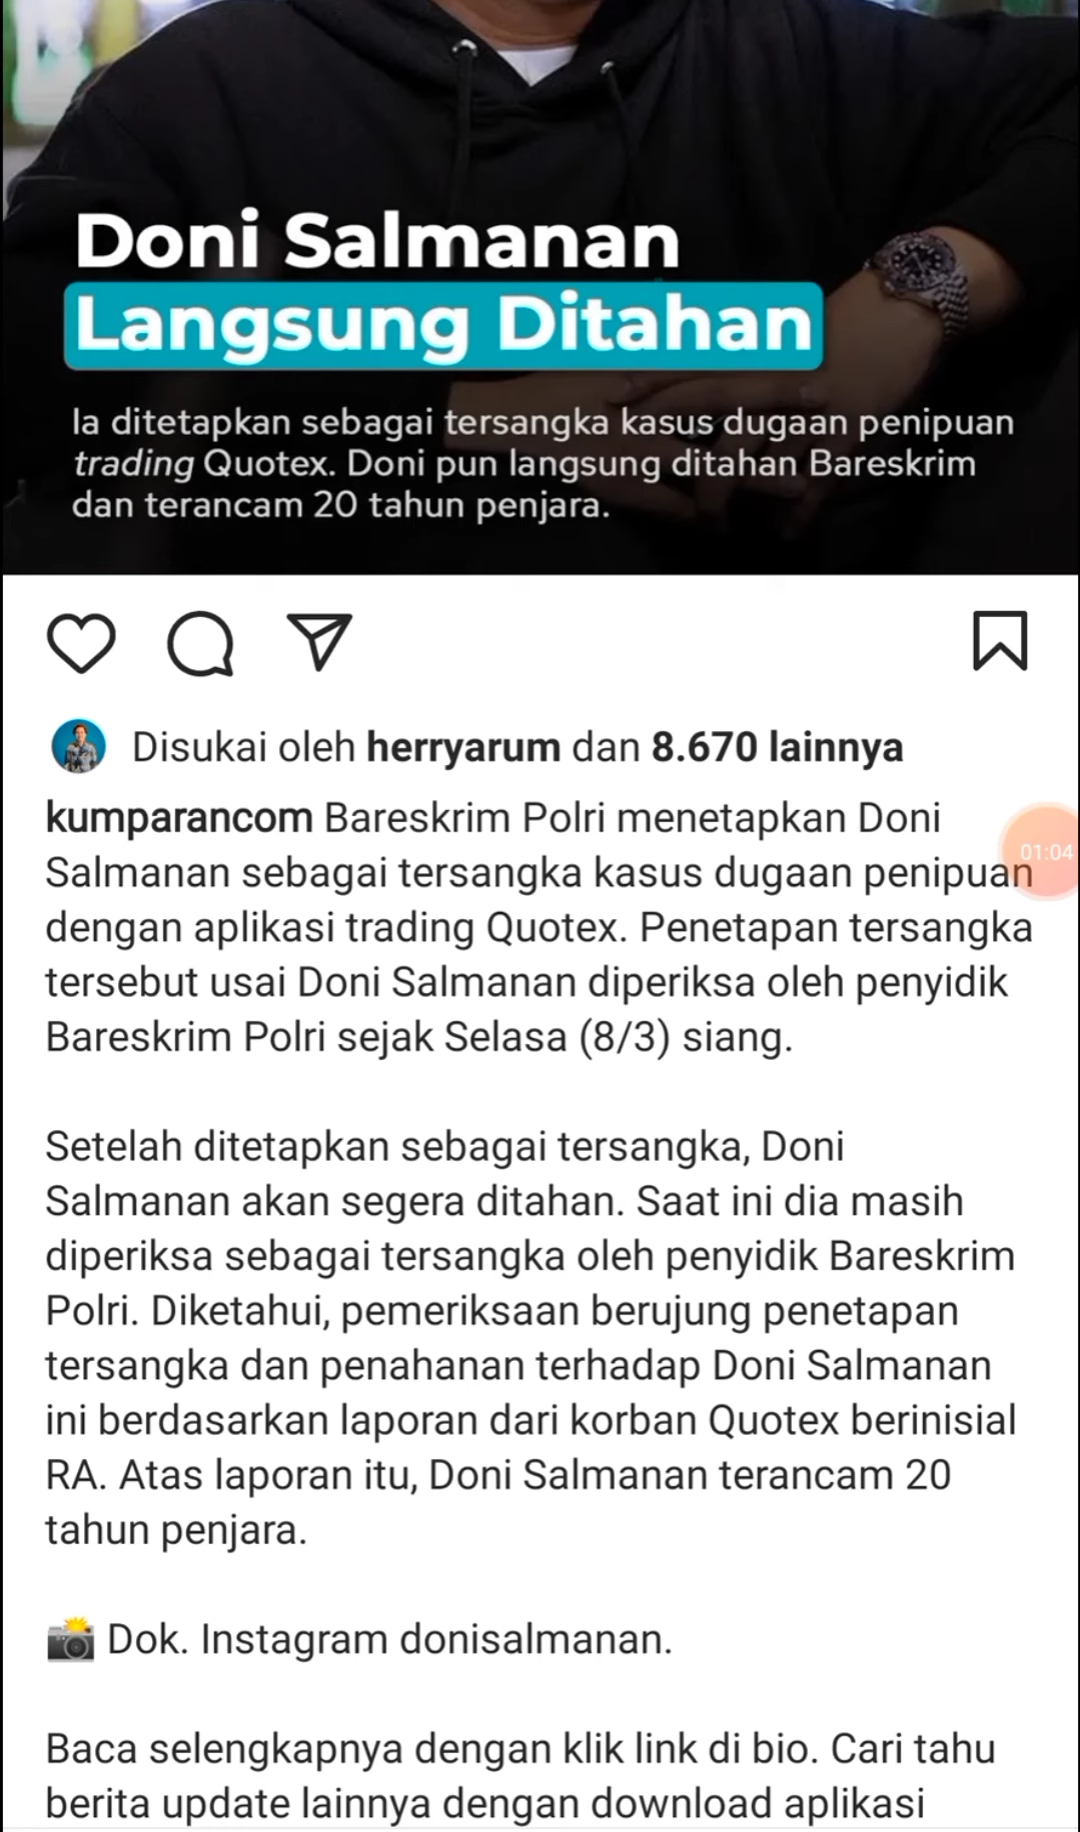 Doni Salmanan
Langsung Ditahan
Ia ditetapkan sebagai tersangka kasus dugaan penipuan
trading Quotex. Doni pun langsung ditahan Bareskrim
dan terancam 20 tahun penjara.
Disukai oleh herryarum dan 8.670 lainnya
kumparancom Bareskrim Polri menetapkan Doni
01:04
Salmanan sebagai tersangka kasus dugaan penipuan
dengan aplikasi trading Quotex. Penetapan tersangka
tersebut usai Doni Salmanan diperiksa oleh penyidik
Bareskrim Polri sejak Selasa (8/3) siang.
Setelah ditetapkan sebagai tersangka, Doni
Salmanan akan segera ditahan. Saat ini dia masih
diperiksa sebagai tersangka oleh penyidik Bareskrim
Polri. Diketahui, pemeriksaan berujung penetapan
tersangka dan penahanan terhadap Doni Salmanan
ini berdasarkan laporan dari korban Quotex berinisial
RA. Atas laporan itu, Doni Salmanan terancam 20
tahun penjara.
📸 Dok. Instagram donisalmanan.
Baca selengkapnya dengan klik link di bio. Cari tahu
berita update lainnya dengan download aplikasi